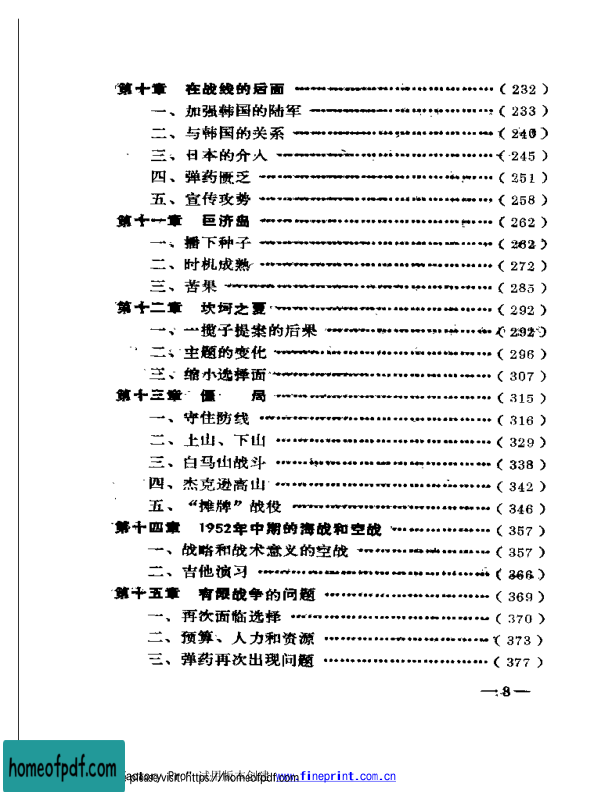 第十章 在战线的后面 ……………………………( 232 )
一、加强韩国的陆军 ……………………………( 233 )
二、与韩国的关系 ……………………………( 240 )
三、日本的介入 ……………………………( 245 )
四、弹药匮乏 ……………………………( 251 )
五、宣传攻势 ……………………………( 258 )
第十一章 巨济岛 ……………………………( 262 )
一、播下种子 ……………………………( 262 )
二、时机成熟 ……………………………( 272 )
三、苦果 ……………………………( 285 )
第十二章 坎坷之夏 ……………………………( 292 )
一、一揽子提案的后果 ……………………………( 292 )
二、主题的变化 ……………………………( 296 )
三、缩小选择面 ……………………………( 307 )
第十三章 僵 局 ……………………………( 315 )
一、守住防线 ……………………………( 316 )
二、上山、下山 ……………………………( 329 )
三、白马山战斗 ……………………………( 338 )
四、杰克逊高山 ……………………………( 342 )
五、“摊牌”战役 ……………………………( 346 )
第十四章 1952年中期的海战和空战 ……………………………( 357 )
一、战略和战术意义的空战 ……………………………( 357 )
二、吉他演习 ……………………………( 366 )
第十五章 有限战争的问题 ……………………………( 369 )
一、再次面临选择 ……………………………( 370 )
二、预算、人力和资源 ……………………………( 373 )
三、弹药再次出现问题 ……………………………( 377 )
— 8 —
homeofpdf.com
please visit: https://homeofpdf.com
www.fineprint.com.cn